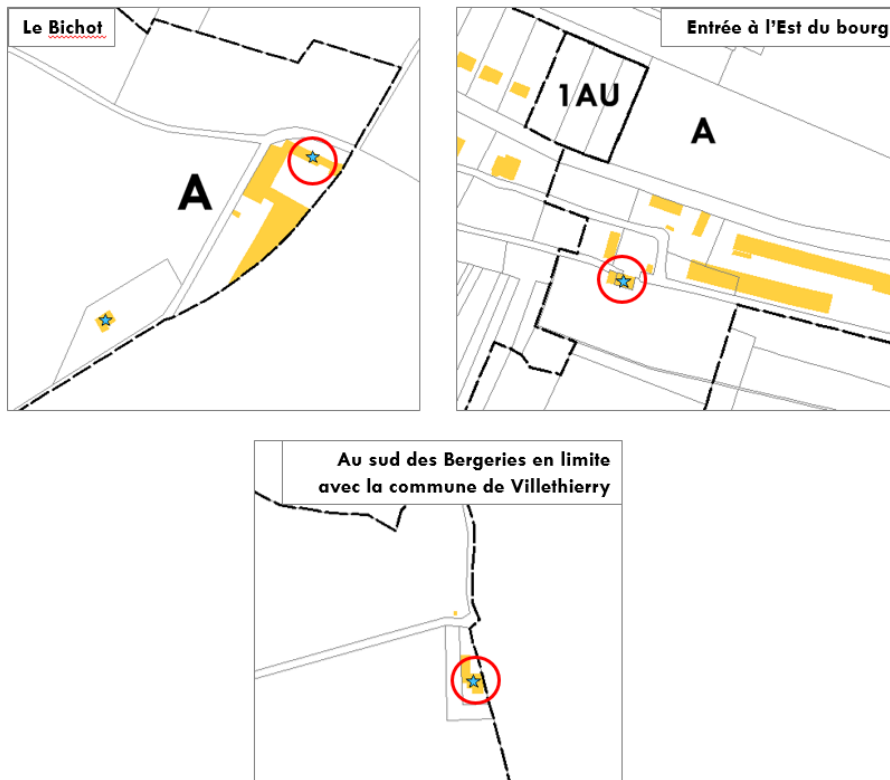 Le Bichot
A
Entrée à l'Est du bourg
1AU
A
Au sud des Bergeries en limite
avec la commune de Villethierry